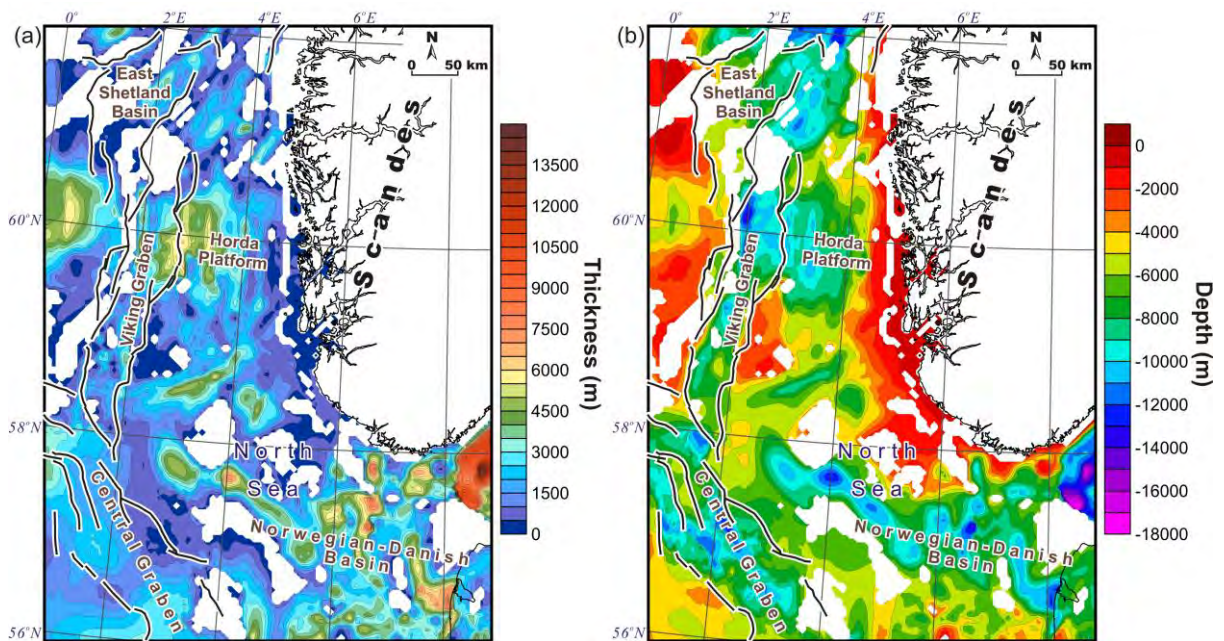 (a)
0° 2°E 4°E 6°E
N
0 50 km
East
Shetland
Basin
Scandes
60°N
Horda
Platform
Viking Graben
58°N
North
Sea
Central Graben
Norwegian-Danish
Basin
56°N
13500
12000
10500
9000
7500
6000
4500
3000
1500
0
Thickness (m)
(b)
0° 2°E 4°E 6°E
N
0 50 km
East
Shetland
Basin
Scandes
60°N
Horda
Platform
Viking Graben
58°N
North
Sea
Central Graben
Norwegian-Danish
Basin
56°N
0
-2000
-4000
-6000
-8000
-10000
-12000
-14000
-16000
-18000
Depth (m)